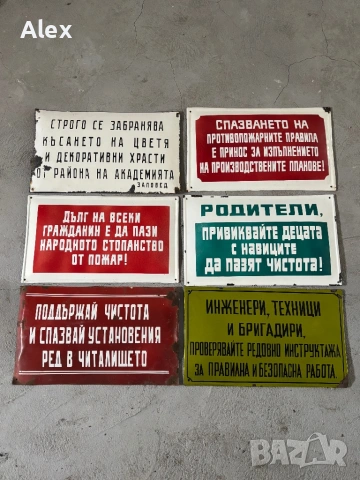 Alex
СТРОГО СЕ ЗАБРАНЯВА
КЪСАНЕТО НА ЦВЕТЯ
И ДЕКОРАТИВНИ ХРАСТИ
ОТ РАЙОНА НА АКАДЕМИЯТА
ЗАПОВЕД
СПАЗВАНЕТО НА
ПРОТИВОПОЖАРНИТЕ ПРАВИЛА
Е ПРИНОС ЗА ИЗПЪЛНЕНИЕТО
НА ПРОИЗВОДСТВЕНИТЕ ПЛАНОВЕ!
ДЪЛГ НА ВСЕКИ
ГРАЖДАНИН Е ДА ПАЗИ
НАРОДНОТО СТОПАНСТВО
ОТ ПОЖАР!
РОДИТЕЛИ,
ПРИВИКВАЙТЕ ДЕЦАТА
С НАВИЦИТЕ
ДА ПАЗЯТ ЧИСТОТА!
ПОДДЪРЖАЙ ЧИСТОТА
И СПАЗВАЙ УСТАНОВЕНИЯ
РЕД В ЧИТАЛИЩЕТО
ИНЖЕНЕРИ, ТЕХНИЦИ
И БРИГАДИРИ,
ПРОВЕРЯВАЙТЕ РЕДОВНО ИНСТРУКТАЖА
ЗА ПРАВИЛНА И БЕЗОПАСНА РАБОТА
BAZAR